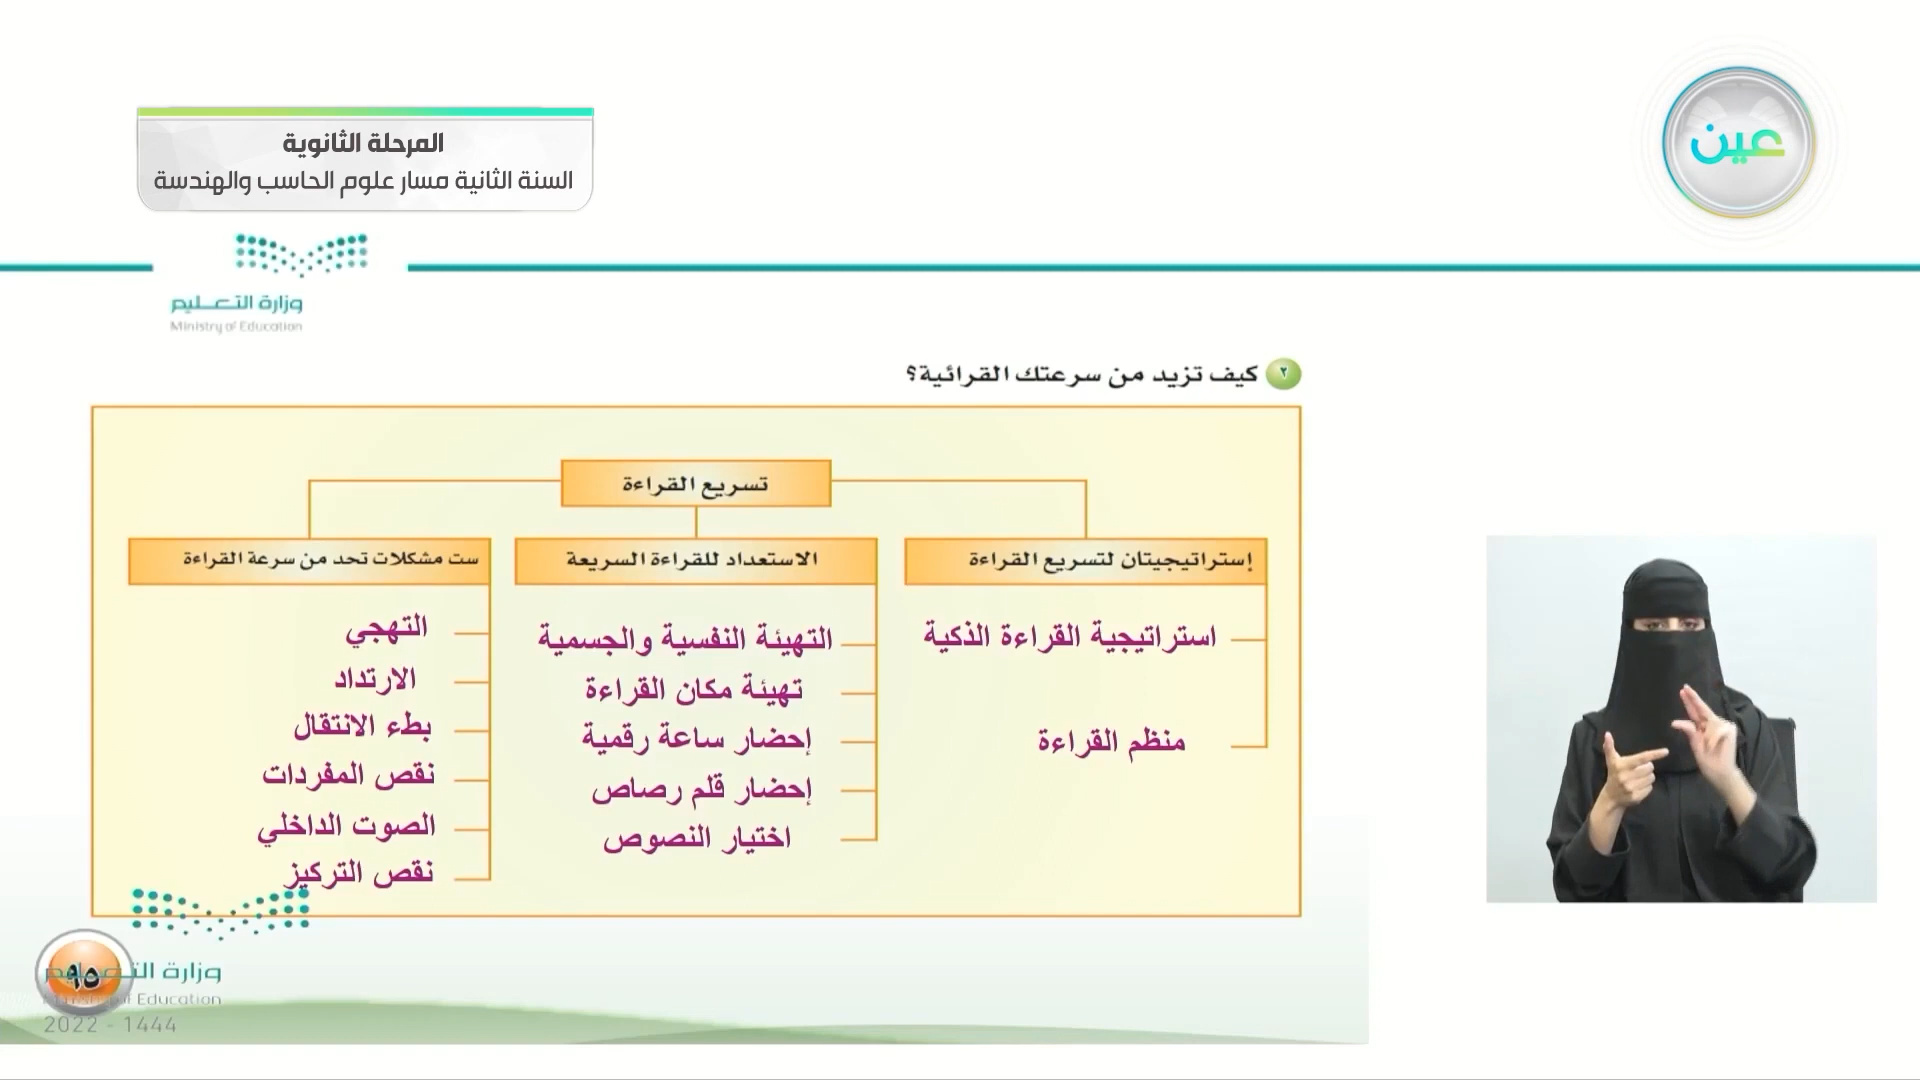 المرحلة الثانوية
السنة الثانية مسار علوم الحاسب والهندسة
عين
وزارة التعليم
Ministry of Education
٢ كيف تزيد من سرعتك القرائية؟
تسريع القراءة
إستراتيجيتان لتسريع القراءة
استراتيجية القراءة الذكية
منظم القراءة
الاستعداد للقراءة السريعة
التهيئة النفسية والجسمية
تهيئة مكان القراءة
إحضار ساعة رقمية
إحضار قلم رصاص
اختيار النصوص
ست مشكلات تحد من سرعة القراءة
التهجي
الارتداد
بطء الانتقال
نقص المفردات
الصوت الداخلي
نقص التركيز
وزارة التعليم
Ministry of Education
2022 - 1444
٩٥